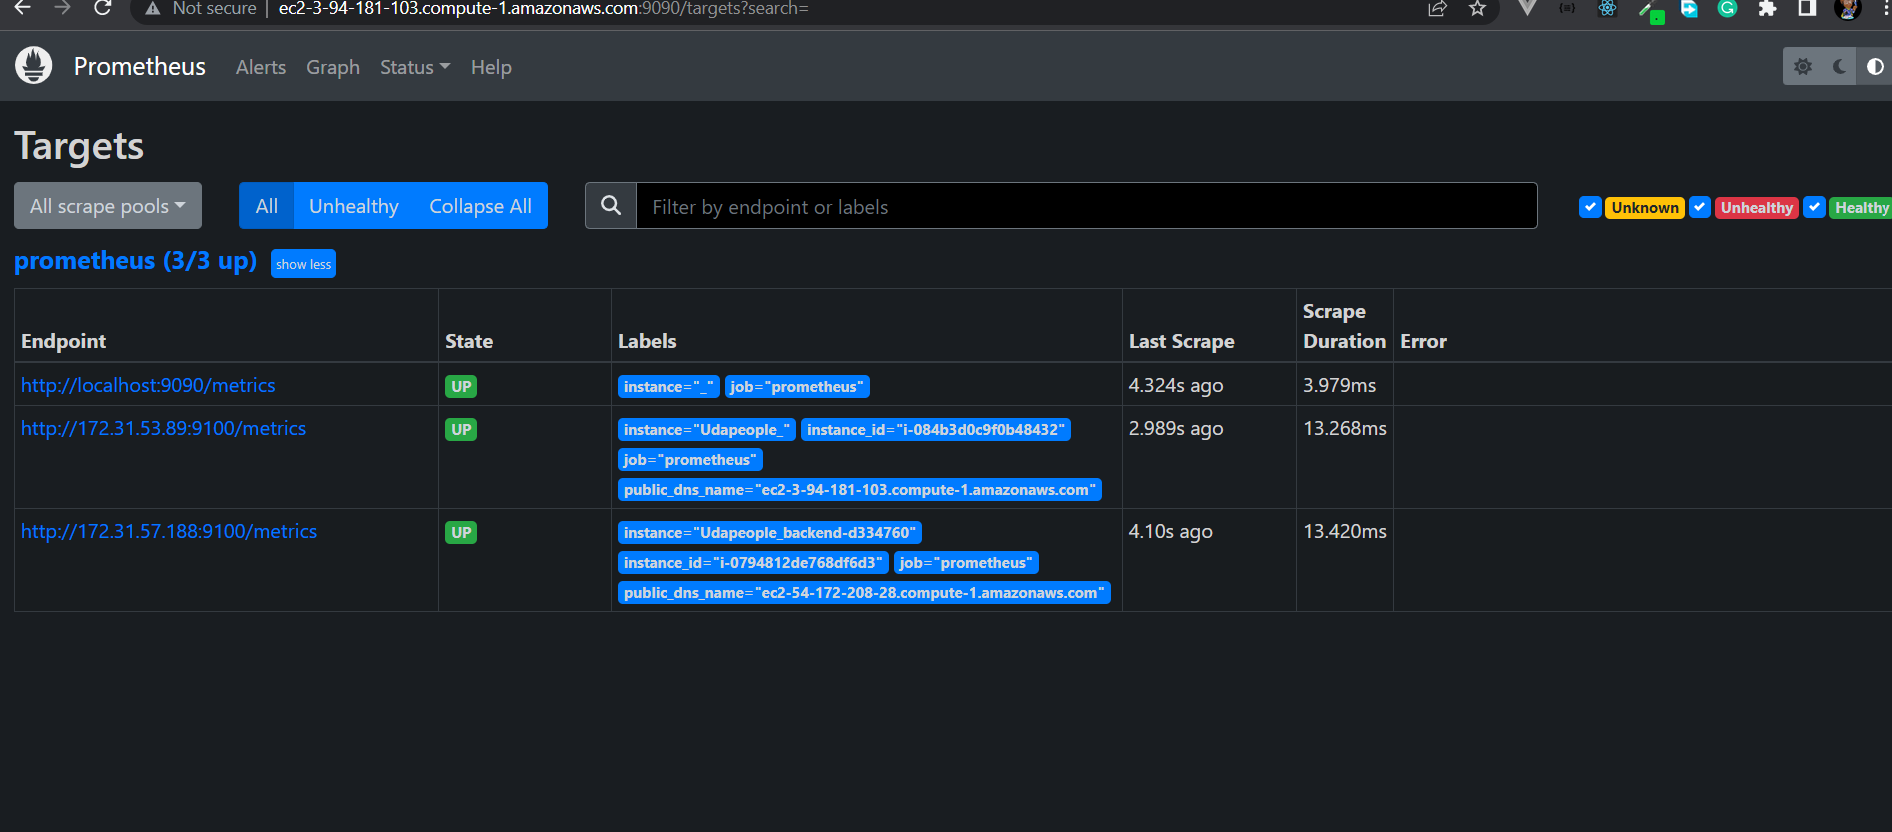 Not secure | ec2-3-94-181-103.compute-1.amazonaws.com:9090/targets?search=
Prometheus Alerts Graph Status Help
Targets
All scrape pools All Unhealthy Collapse All Filter by endpoint or labels Unknown Unhealthy Healthy
prometheus (3/3 up) show less
Endpoint State Labels Last Scrape Scrape Duration Error
http://localhost:9090/metrics UP instance="_" job="prometheus" 4.324s ago 3.979ms
http://172.31.53.89:9100/metrics UP instance="Udapeople_" instance_id="i-084b3d0c9f0b48432" 2.989s ago 13.268ms
job="prometheus"
public_dns_name="ec2-3-94-181-103.compute-1.amazonaws.com"
http://172.31.57.188:9100/metrics UP instance="Udapeople_backend-d334760" 4.10s ago 13.420ms
instance_id="i-0794812de768df6d3" job="prometheus"
public_dns_name="ec2-54-172-208-28.compute-1.amazonaws.com"